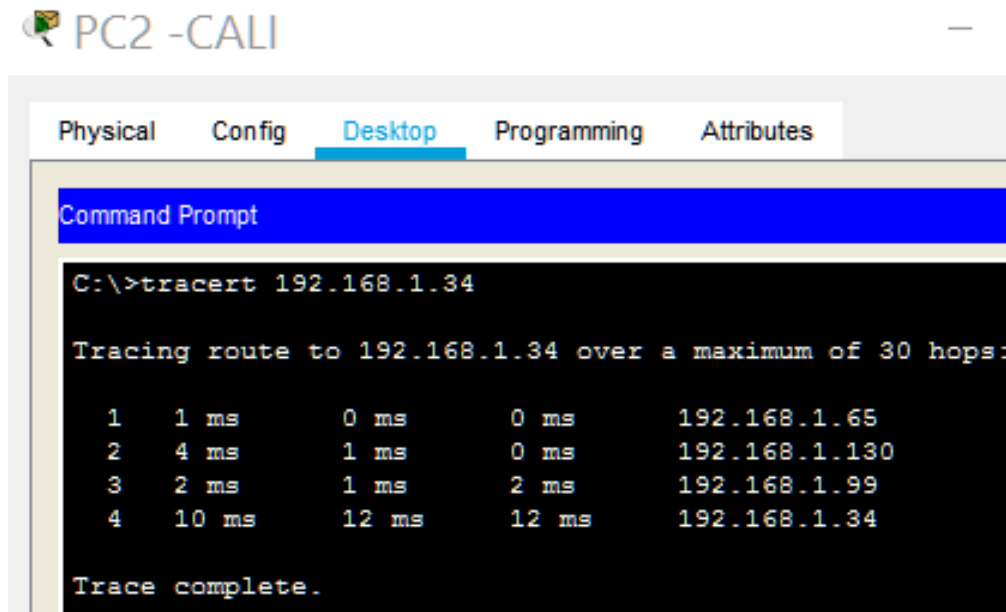 PC2 -CALI
Physical Config Desktop Programming Attributes
Command Prompt
C:\>tracert 192.168.1.34
Tracing route to 192.168.1.34 over a maximum of 30 hops:
1 1 ms 0 ms 0 ms 192.168.1.65
2 4 ms 1 ms 0 ms 192.168.1.130
3 2 ms 1 ms 2 ms 192.168.1.99
4 10 ms 12 ms 12 ms 192.168.1.34
Trace complete.